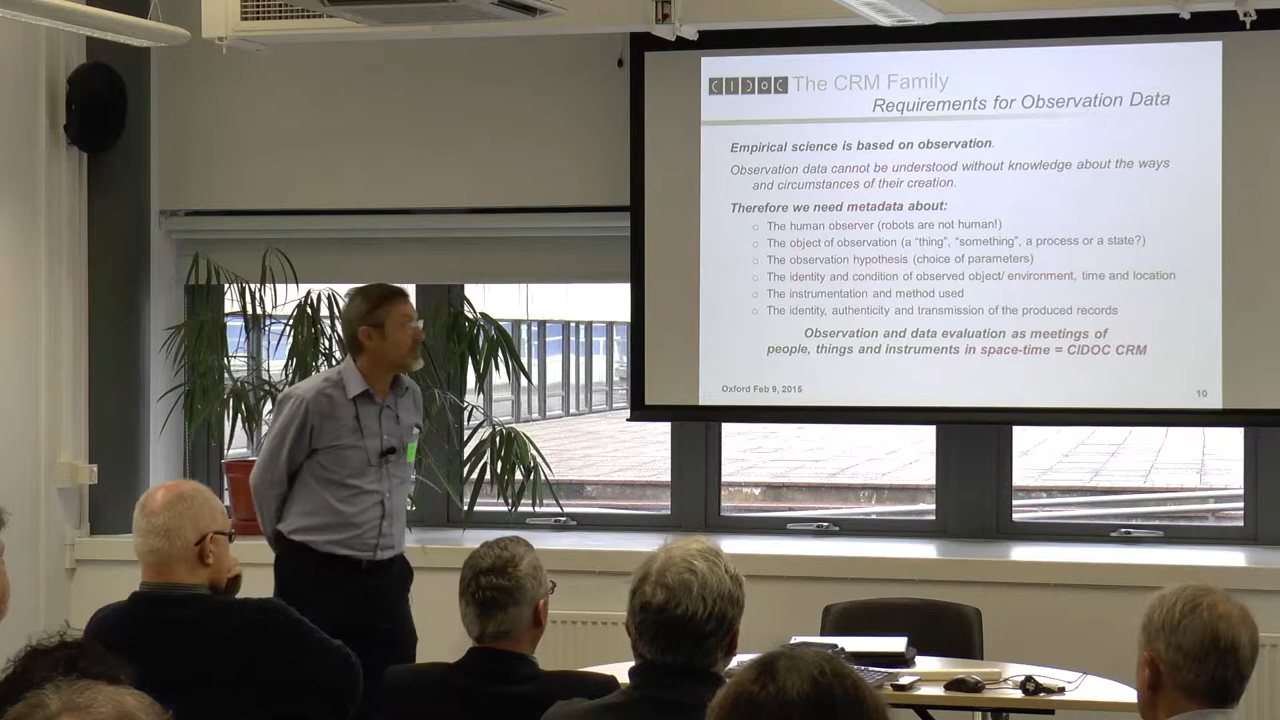 CIDOC The CRM Family
Requirements for Observation Data
Empirical science is based on observation.
Observation data cannot be understood without knowledge about the ways
and circumstances of their creation.
Therefore we need metadata about:
The human observer (robots are not human!)
The object of observation (a “thing”, “something”, a process or a state?)
The observation hypothesis (choice of parameters)
The identity and condition of observed object/ environment, time and location
The instrumentation and method used
The identity, authenticity and transmission of the produced records
Observation and data evaluation as meetings of
people, things and instruments in space-time = CIDOC CRM
Oxford Feb 9, 2015
10